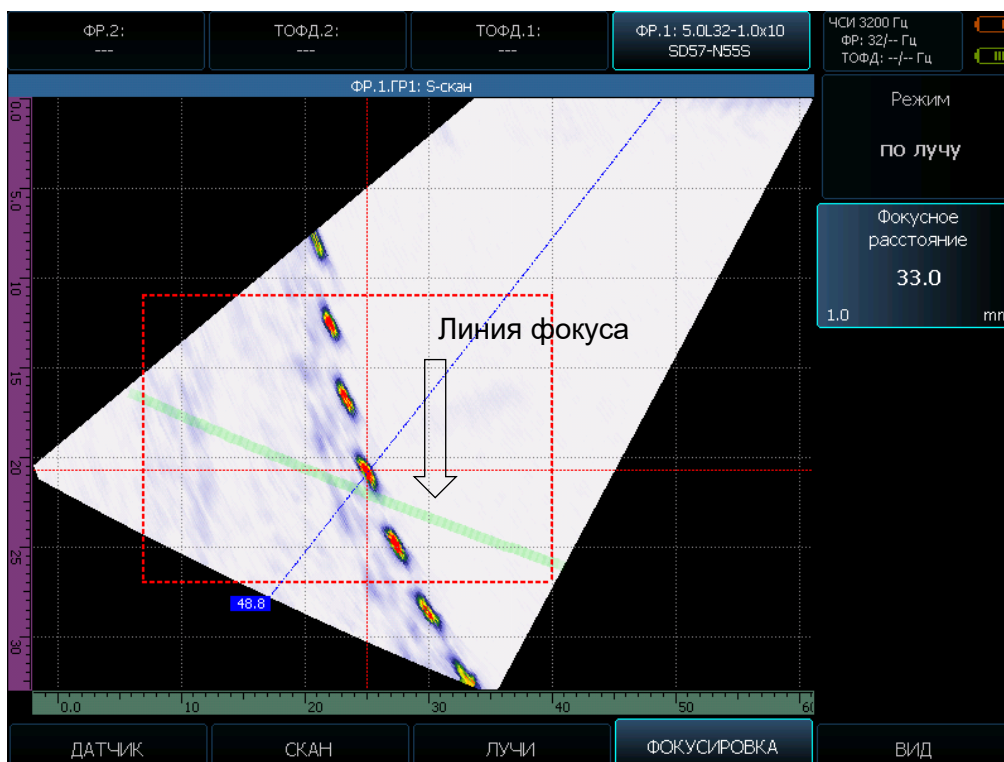 ФР.2:
---
ТОФД.2:
---
ТОФД.1:
---
ФР.1: 5.0L32-1.0x10
SD57-N55S
ЧСИ 3200 Гц
ФР: 32/-- Гц
ТОФД: --/-- Гц
ФР.1.ГР1: S-скан
Режим
по лучу
Фокусное
расстояние
33.0
1.0 mm
0.0
5.0
10
15
20
25
30
Линия фокуса
48.8
0.0 10 20 30 40 50 60
ДАТЧИК СКАН ЛУЧИ ФОКУСИРОВКА ВИД